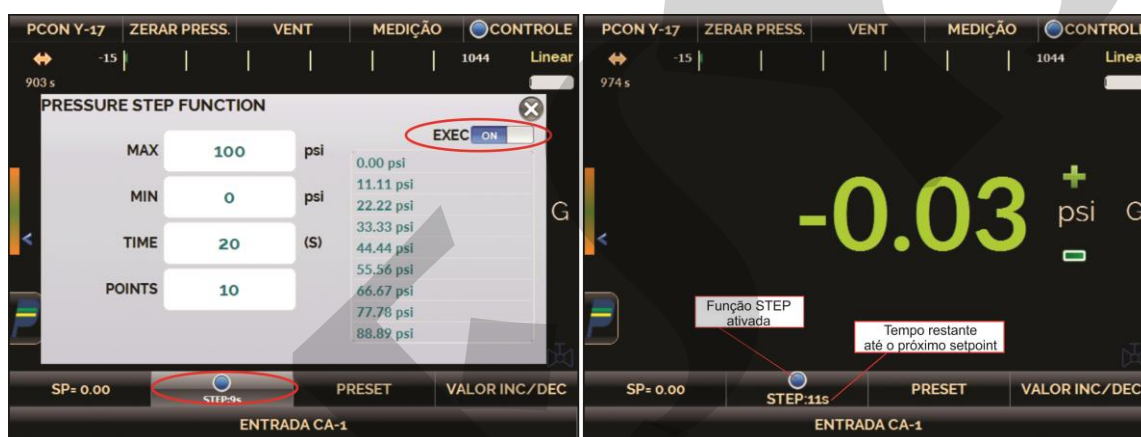 PCON Y-17 ZERAR PRESS. VENT MEDIÇÃO CONTROLE
-15 1044 Linear
903 s
PRESSURE STEP FUNCTION
EXEC ON
MAX 100 psi
MIN 0 psi
TIME 20 (S)
POINTS 10
0.00 psi
11.11 psi
22.22 psi
33.33 psi
44.44 psi
55.56 psi
66.67 psi
77.78 psi
88.89 psi
G
SP= 0.00 STEP:9s PRESET VALOR INC/DEC
ENTRADA CA-1
PCON Y-17 ZERAR PRESS. VENT MEDIÇÃO CONTROL
-15 1044 Linea
974 s
-0.03 psi
Função STEP
ativada
Tempo restante
até o próximo setpoint
SP= 0.00 STEP:11s PRESET VALOR INC/DEC
ENTRADA CA-1